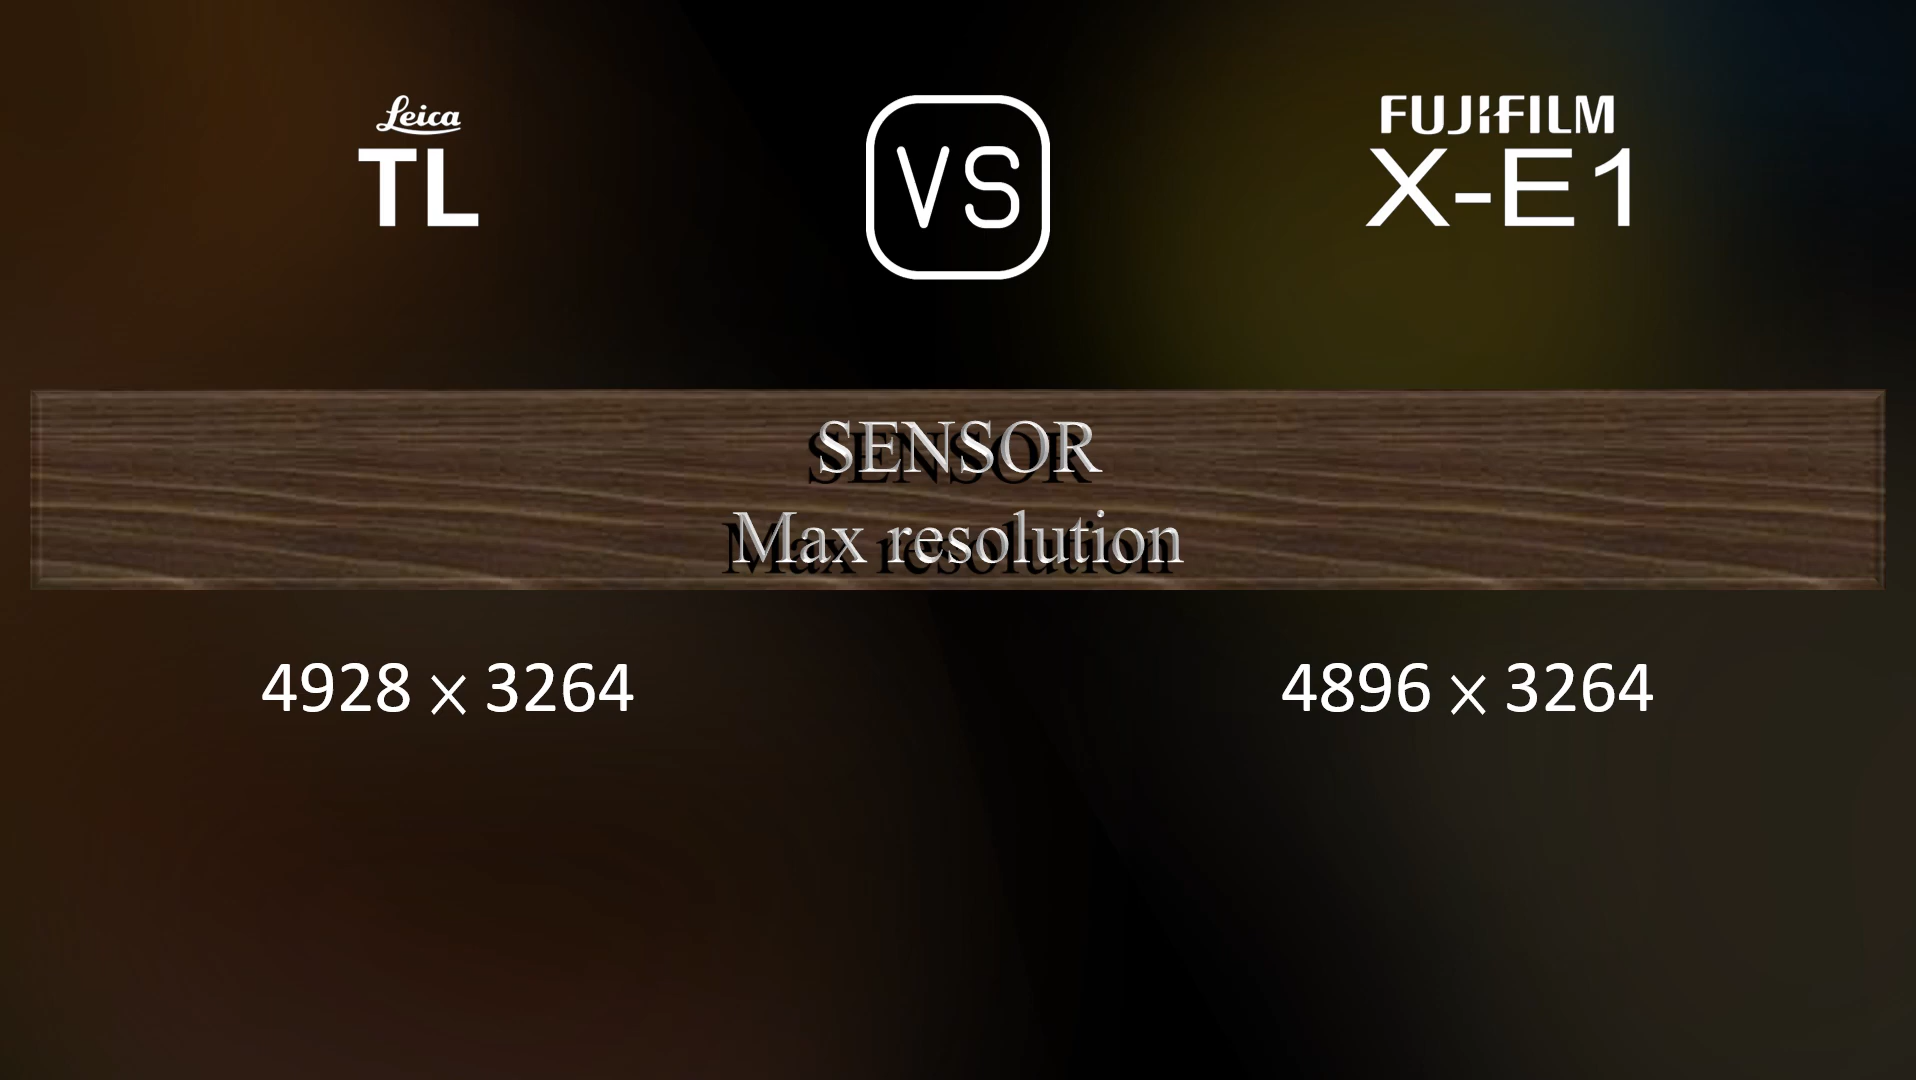 Leica
TL
VS
FUJIFILM
X-E1
SENSOR
Max resolution
4928 x 3264
4896 x 3264